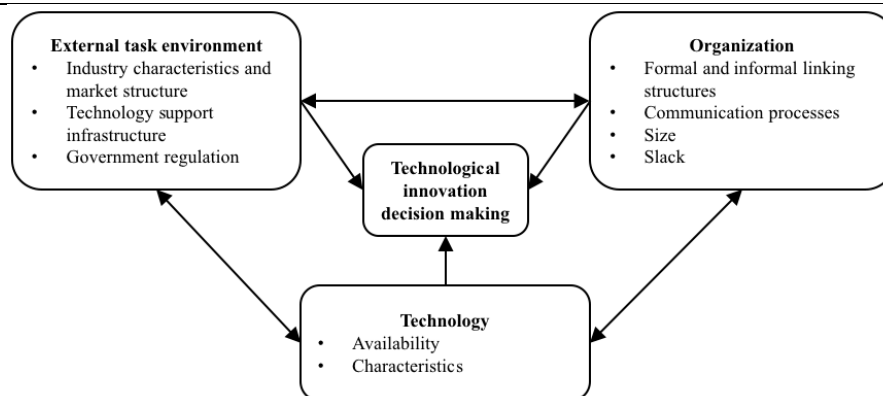 External task environment
• Industry characteristics and
market structure
• Technology support
infrastructure
• Government regulation
Organization
• Formal and informal linking
structures
• Communication processes
• Size
• Slack
Technological
innovation
decision making
Technology
• Availability
• Characteristics